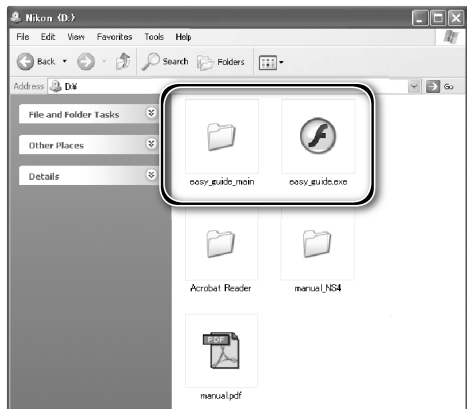 Nikon (D:)
File Edit View Favorites Tools Help
Back Search Folders
Address D:¥ Go
File and Folder Tasks
Other Places
Details
easy_guide_main easy_guide.exe
Acrobat Reader manual_NS4
PDF
manual.pdf